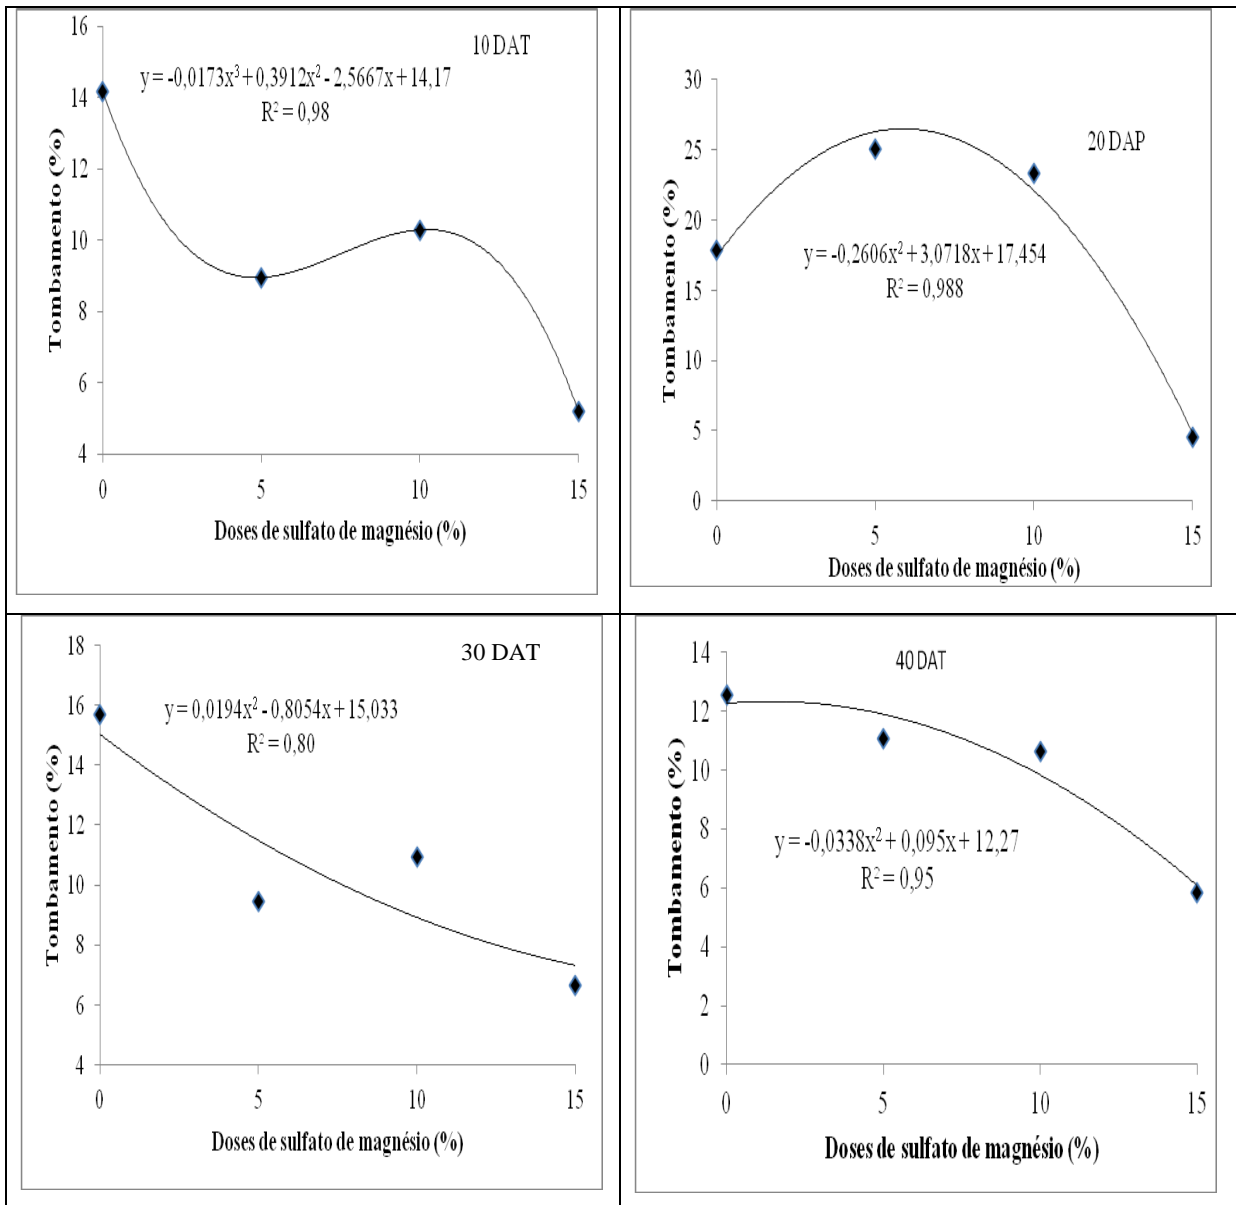 10 DAT
y = -0,0173x³ + 0,3912x² - 2,5667x + 14,17
R² = 0,98
Tombamento (%)
16
14
12
10
8
6
4
0 5 10 15
Doses de sulfato de magnésio (%)
20 DAP
y = -0,2606x² + 3,0718x + 17,454
R² = 0,988
Tombamento (%)
30
25
20
15
10
5
0
0 5 10 15
Doses de sulfato de magnésio (%)
30 DAT
y = 0,0194x² - 0,8054x + 15,033
R² = 0,80
Tombamento (%)
18
16
14
12
10
8
6
4
0 5 10 15
Doses de sulfato de magnésio (%)
40 DAT
y = -0,0338x² + 0,095x + 12,27
R² = 0,95
Tombamento (%)
14
12
10
8
6
4
2
0
0 5 10 15
Doses de sulfato de magnésio (%)